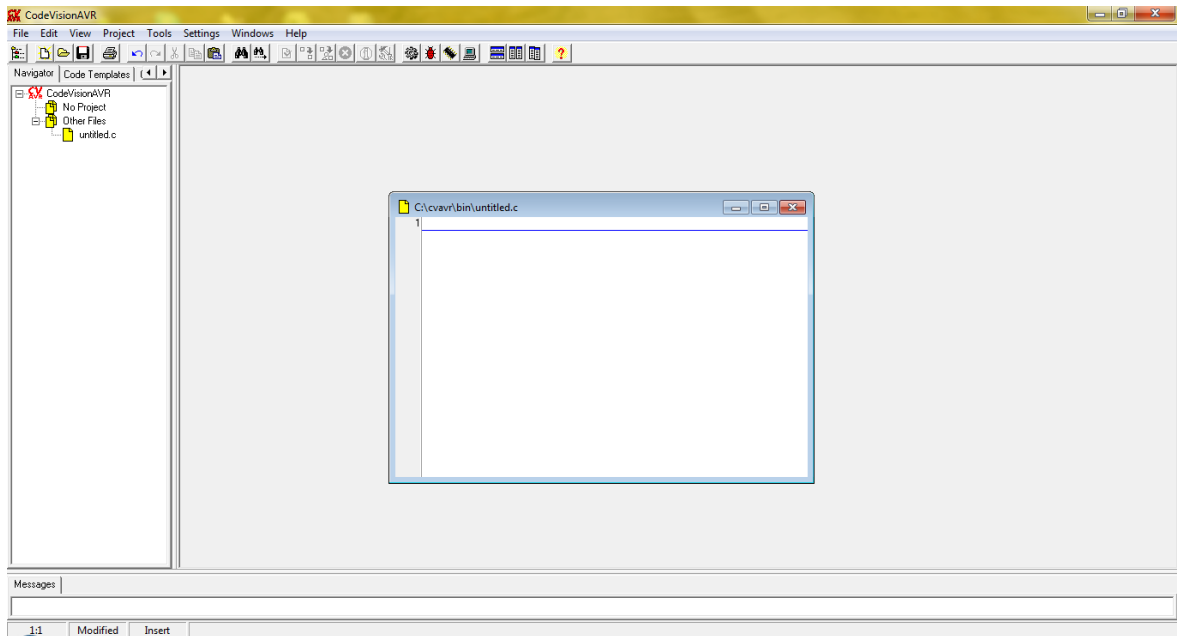 CodeVisionAVR
File Edit View Project Tools Settings Windows Help
Navigator Code Templates
CodeVisionAVR
No Project
Other Files
untitled.c
C:\cvavr\bin\untitled.c
1
Messages
1:1 Modified Insert